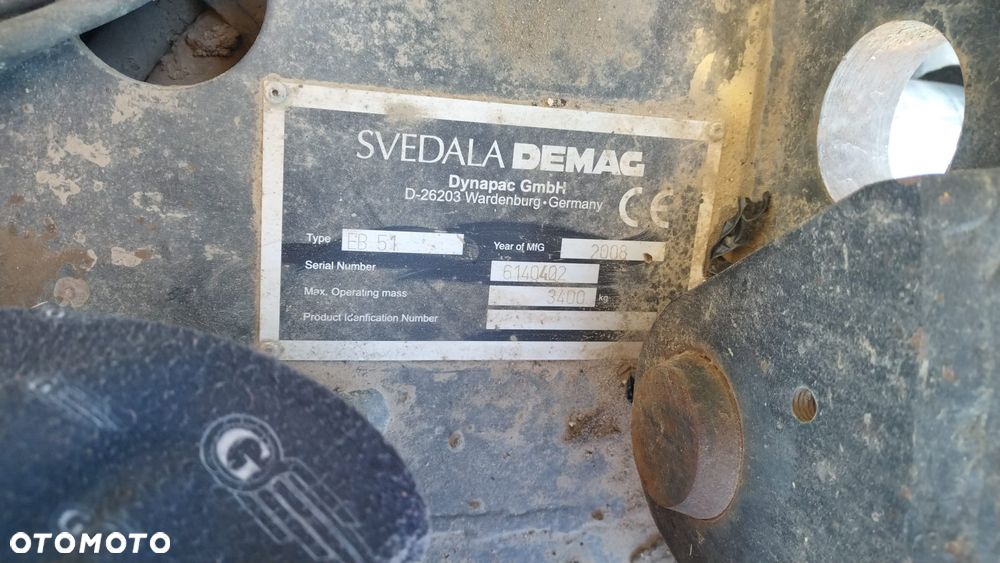 SVEDALA DEMAG
Dynapac GmbH
D-26203 Wardenburg•Germany
CE
Type EB 51 Year of MfG 2008
Serial Number 6140402
Max. Operating mass 3400 kg
Product Idenfication Number
G
OTOMOTO